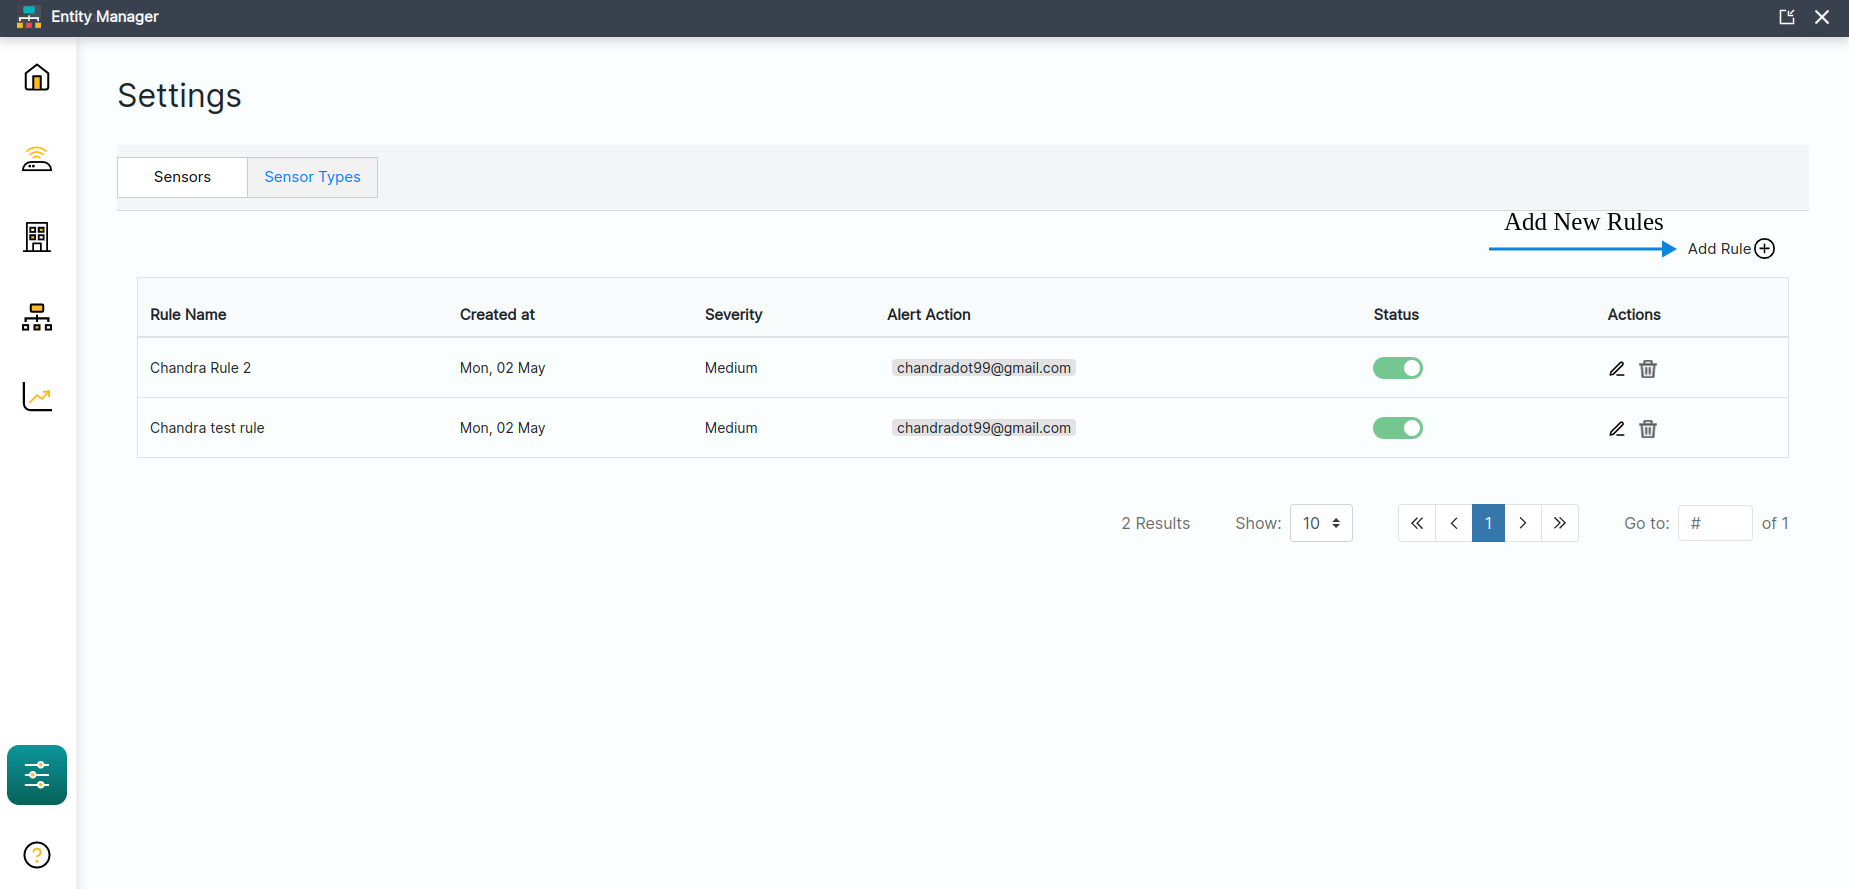 Entity Manager
Settings
Sensors Sensor Types
Add New Rules
Add Rule
Rule Name Created at Severity Alert Action Status Actions
Chandra Rule 2 Mon, 02 May Medium chandradot99@gmail.com
Chandra test rule Mon, 02 May Medium chandradot99@gmail.com
2 Results Show: 10 « ‹ 1 › » Go to: # of 1
?